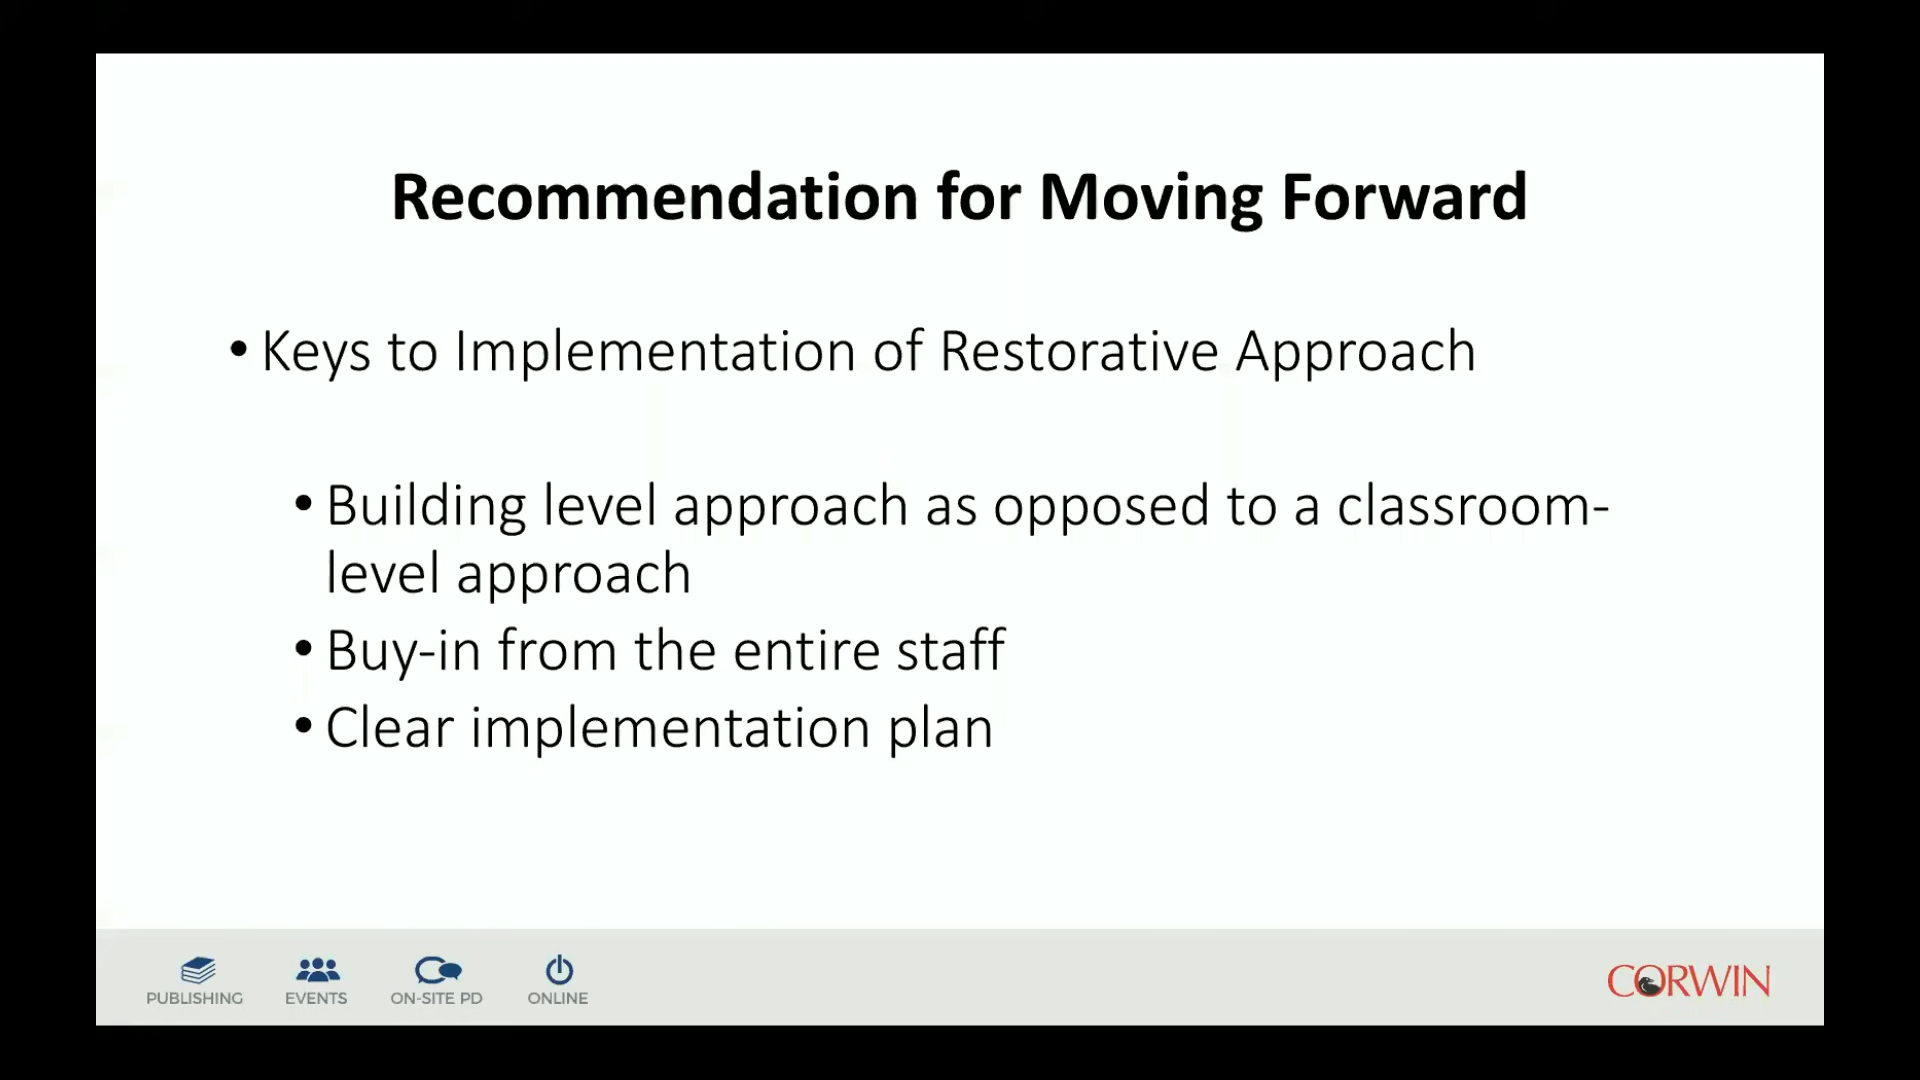 Recommendation for Moving Forward
• Keys to Implementation of Restorative Approach
• Building level approach as opposed to a classroom-
level approach
• Buy-in from the entire staff
• Clear implementation plan
PUBLISHING
EVENTS
ON-SITE PD
ONLINE
CORWIN